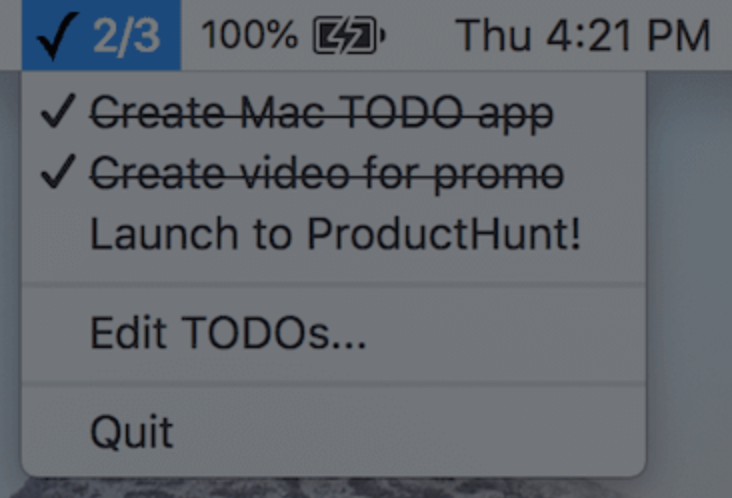 ✓ 2/3 100% Thu 4:21 PM
✓ Create Mac TODO app
✓ Create video for promo
Launch to ProductHunt!
Edit TODOs...
Quit